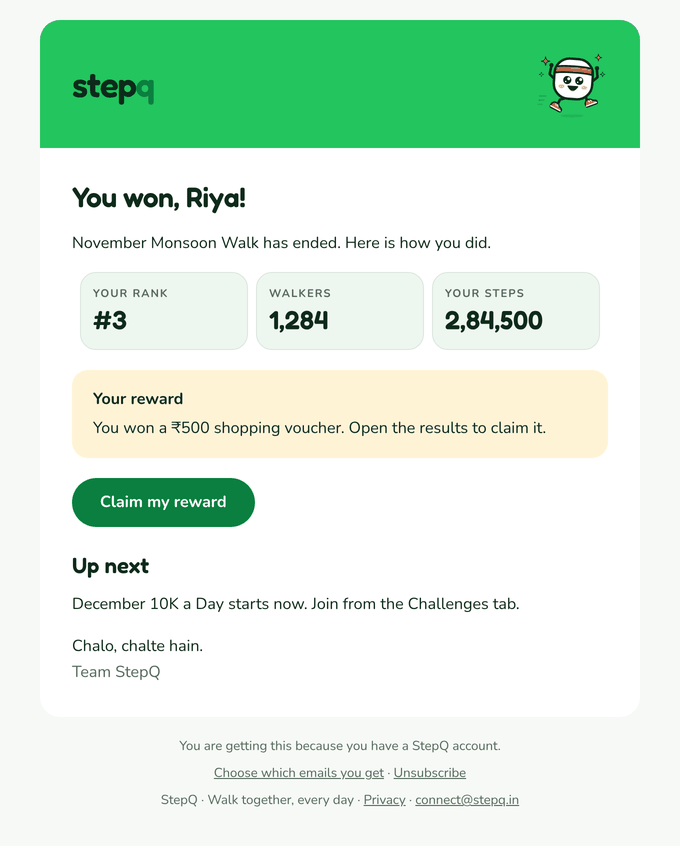 stepq
You won, Riya!
November Monsoon Walk has ended. Here is how you did.
YOUR RANK
#3
WALKERS
1,284
YOUR STEPS
2,84,500
Your reward
You won a ₹500 shopping voucher. Open the results to claim it.
Claim my reward
Up next
December 10K a Day starts now. Join from the Challenges tab.
Chalo, chalte hain.
Team StepQ
You are getting this because you have a StepQ account.
Choose which emails you get · Unsubscribe
StepQ · Walk together, every day · Privacy · connect@stepq.in